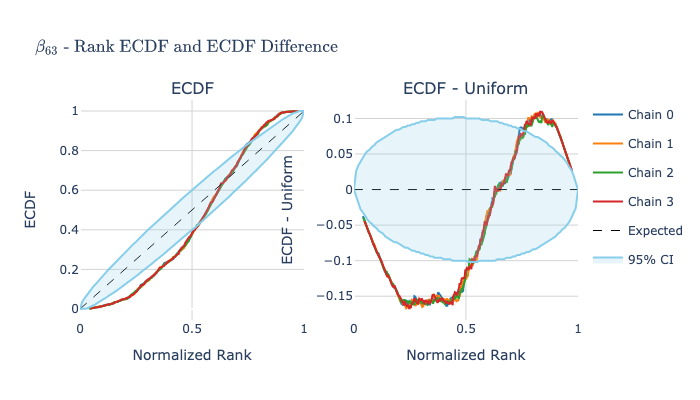 β63 - Rank ECDF and ECDF Difference
ECDF
ECDF
1
0.8
0.6
0.4
0.2
0
0 0.5 1
Normalized Rank
ECDF - Uniform
ECDF - Uniform
0.1
0.05
0
−0.05
−0.1
−0.15
0 0.5 1
Normalized Rank
Chain 0
Chain 1
Chain 2
Chain 3
Expected
95% CI